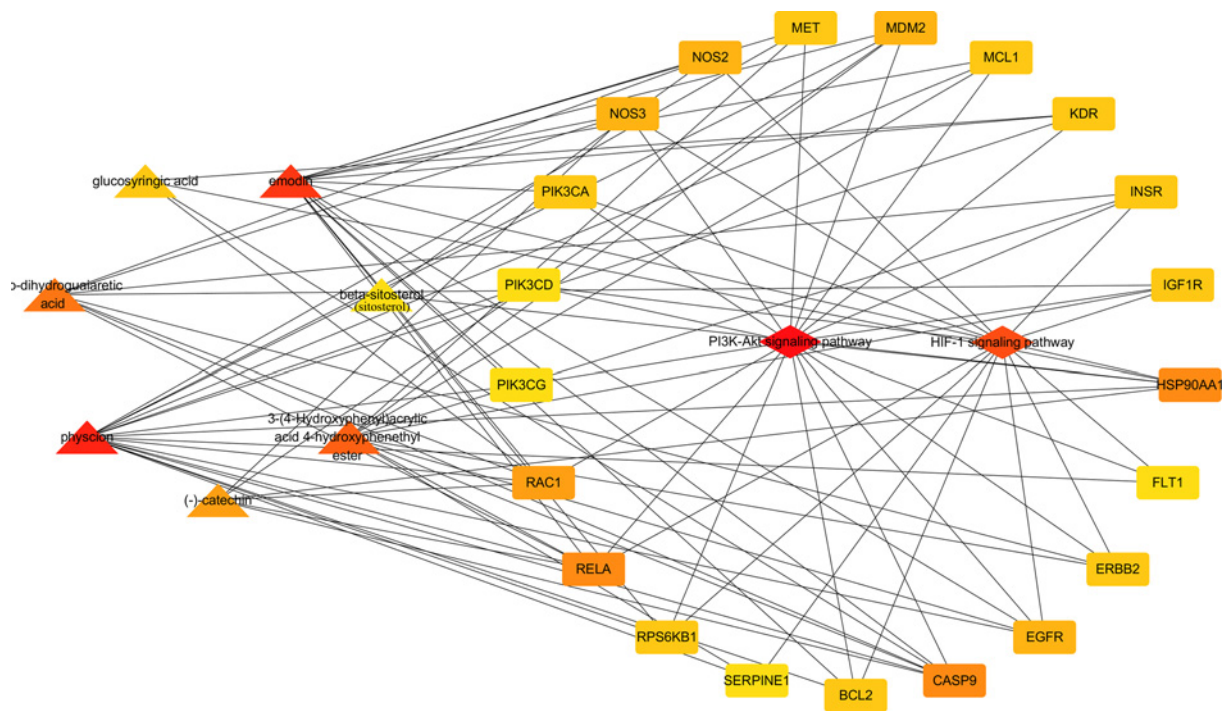 MET
MDM2
NOS2
MCL1
NOS3
KDR
glucosyringic acid
emodin
PIK3CA
INSR
o-dihydrogualaretic
acid
beta-sitosterol
(sitosterol)
PIK3CD
IGF1R
PI3K-Akt signaling pathway
HIF-1 signaling pathway
PIK3CG
HSP90AA1
3-(4-Hydroxyphenyl)acrylic
acid 4-hydroxyphenethyl
ester
physcion
(-)-catechin
RAC1
FLT1
RELA
ERBB2
RPS6KB1
EGFR
SERPINE1
CASP9
BCL2